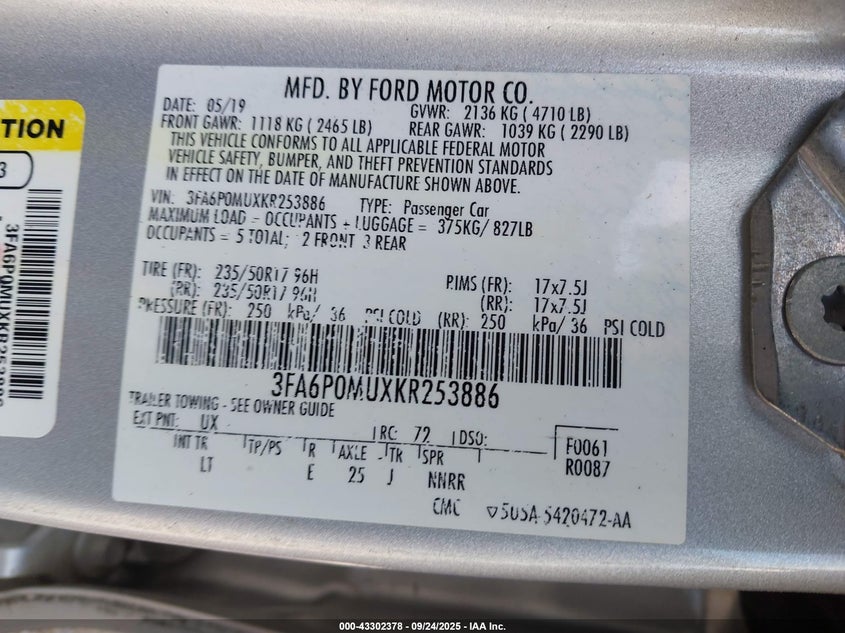 MFD. BY FORD MOTOR CO.
DATE: 05/19 GVWR: 2136 KG ( 4710 LB)
FRONT GAWR: 1118 KG ( 2465 LB) REAR GAWR: 1039 KG ( 2290 LB)
THIS VEHICLE CONFORMS TO ALL APPLICABLE FEDERAL MOTOR
VEHICLE SAFETY, BUMPER, AND THEFT PREVENTION STANDARDS
IN EFFECT ON THE DATE OF MANUFACTURE SHOWN ABOVE.
VIN: 3FA6P0MUXKR253886 TYPE: Passenger Car
MAXIMUM LOAD = OCCUPANTS + LUGGAGE = 375KG/ 827LB
OCCUPANTS = 5 TOTAL; 2 FRONT 3 REAR
TIRE (FR): 235/50R17 96H RIMS (FR): 17x7.5J
(RR): 235/50R17 96H (RR): 17x7.5J
PRESSURE (FR): 250 kPa/ 36 PSI COLD (RR): 250 kPa/ 36 PSI COLD
3FA6P0MUXKR253886
TRAILER TOWING - SEE OWNER GUIDE
EXT PNT: UX RC: 72 DSO: F0061
INT TR TP/PS R AXLE TR SPR R0087
LT E 25 J NNRR
CMC 5U5A-5420472-AA
TION
3
3FA6P0MUXKR253886
000-43302378 - 09/24/2025 - IAA Inc.